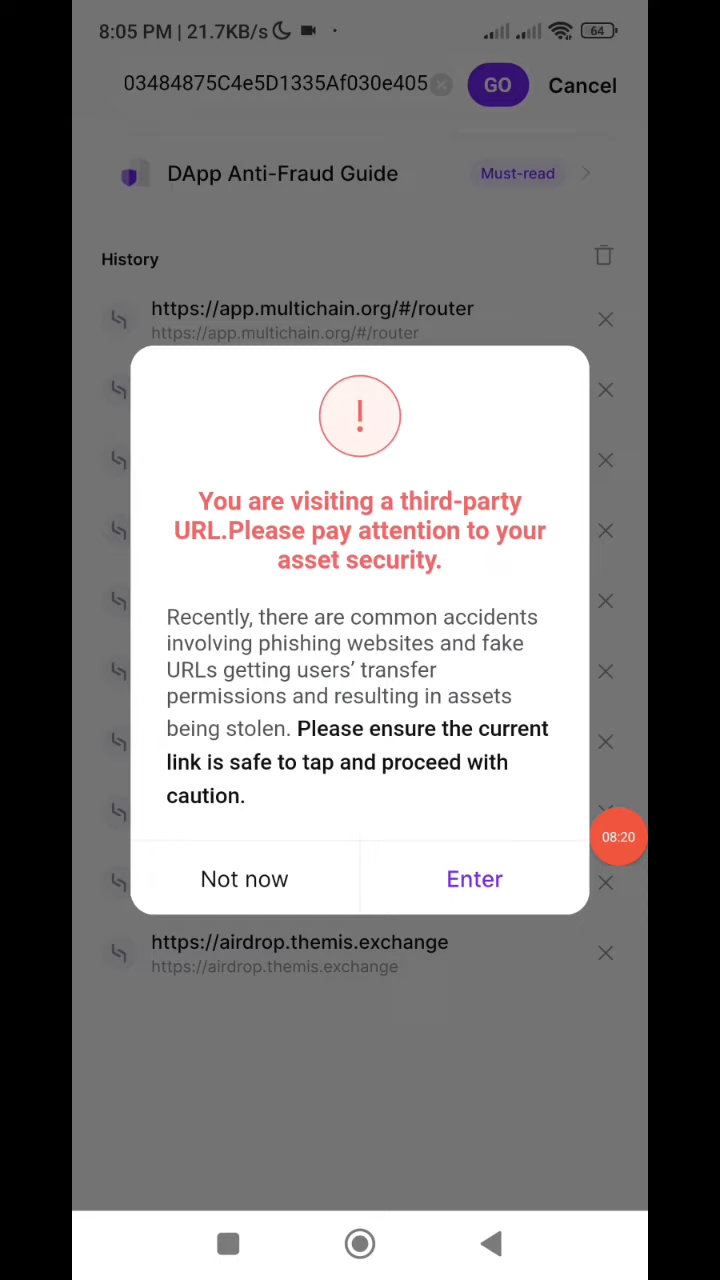 8:05 PM | 21.7KB/s
64
03484875C4e5D1335Af030e405
GO
Cancel
DApp Anti-Fraud Guide
Must-read
History
https://app.multichain.org/#/router
https://app.multichain.org/#/router
!
You are visiting a third-party
URL.Please pay attention to your
asset security.
Recently, there are common accidents
involving phishing websites and fake
URLs getting users’ transfer
permissions and resulting in assets
being stolen. Please ensure the current
link is safe to tap and proceed with
caution.
08:20
Not now
Enter
https://airdrop.themis.exchange
https://airdrop.themis.exchange